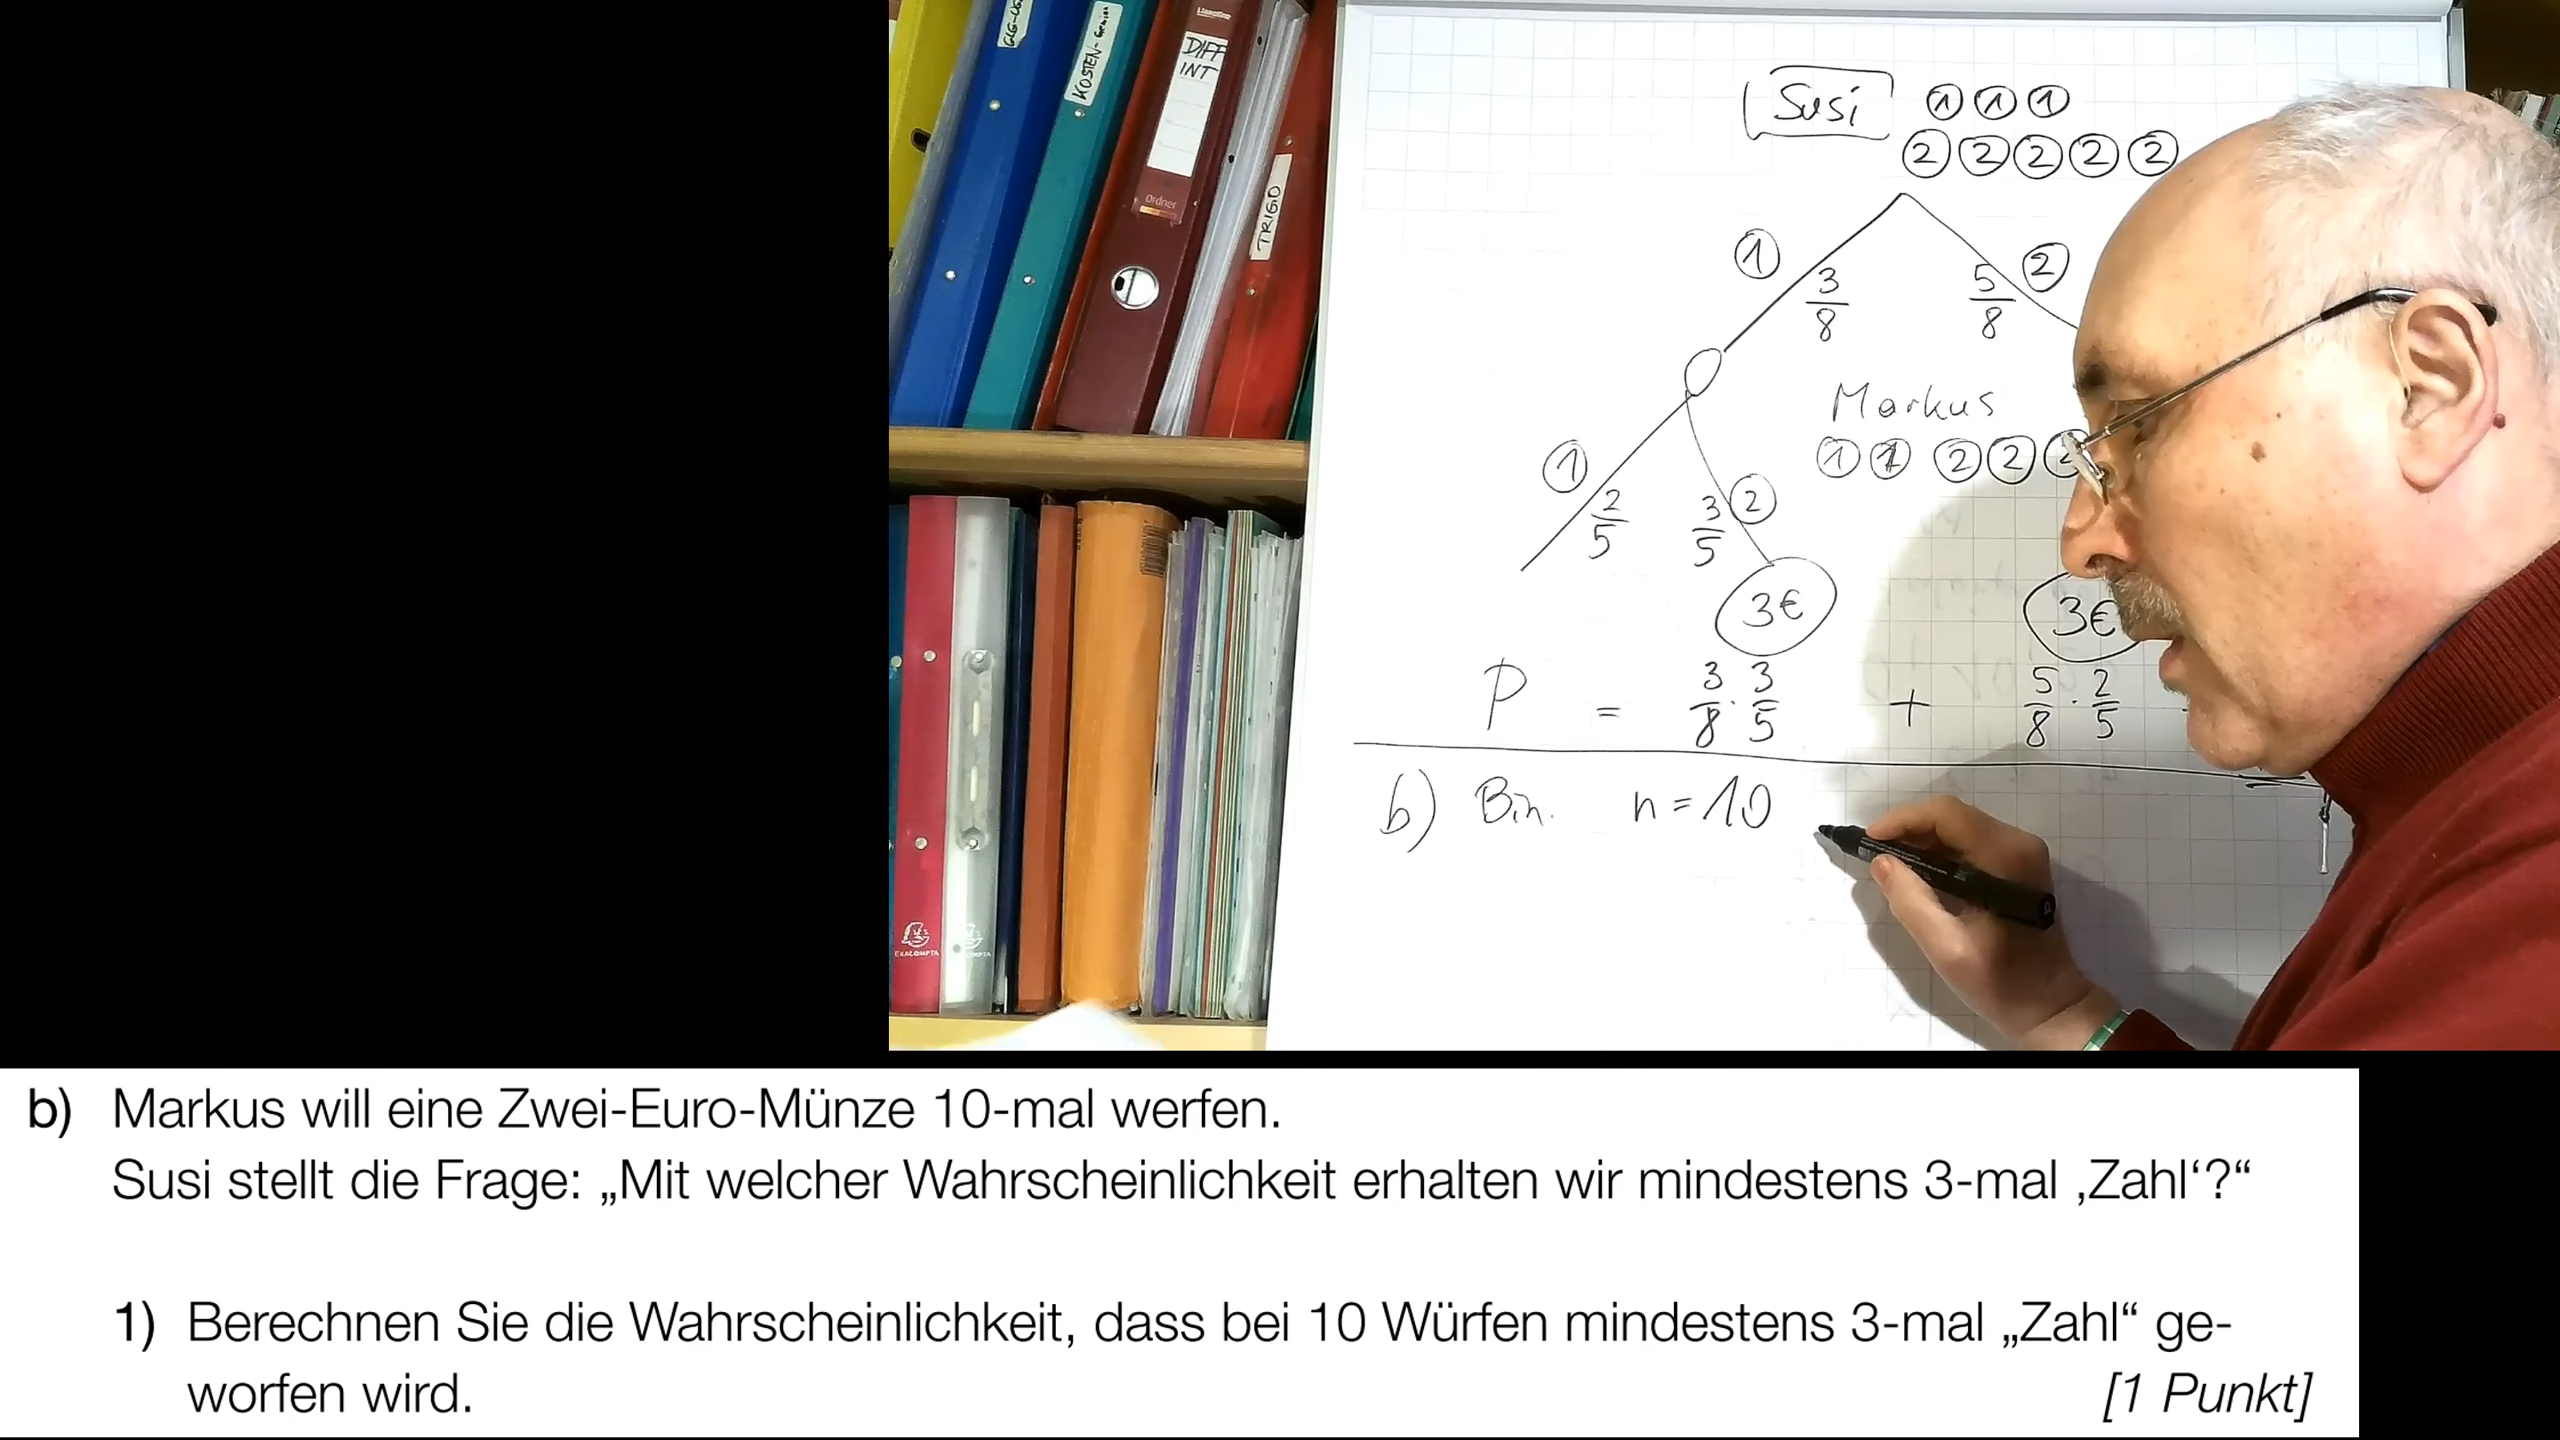 KOSTEN-
DIFF
INT
Ordner
TRIGO
EXACOMPTA
Susi ① ① ①
② ② ② ② ②
① 3/8 5/8 ②
Markus
① ① ② ② ②
① 2/5 3/5 ②
3€ 3€
P = 3/8 · 3/5 + 5/8 · 2/5
b) Bin. n = 10
b) Markus will eine Zwei-Euro-Münze 10-mal werfen.
Susi stellt die Frage: „Mit welcher Wahrscheinlichkeit erhalten wir mindestens 3-mal ‚Zahl‘?“
1) Berechnen Sie die Wahrscheinlichkeit, dass bei 10 Würfen mindestens 3-mal „Zahl“ ge-
worfen wird. [1 Punkt]